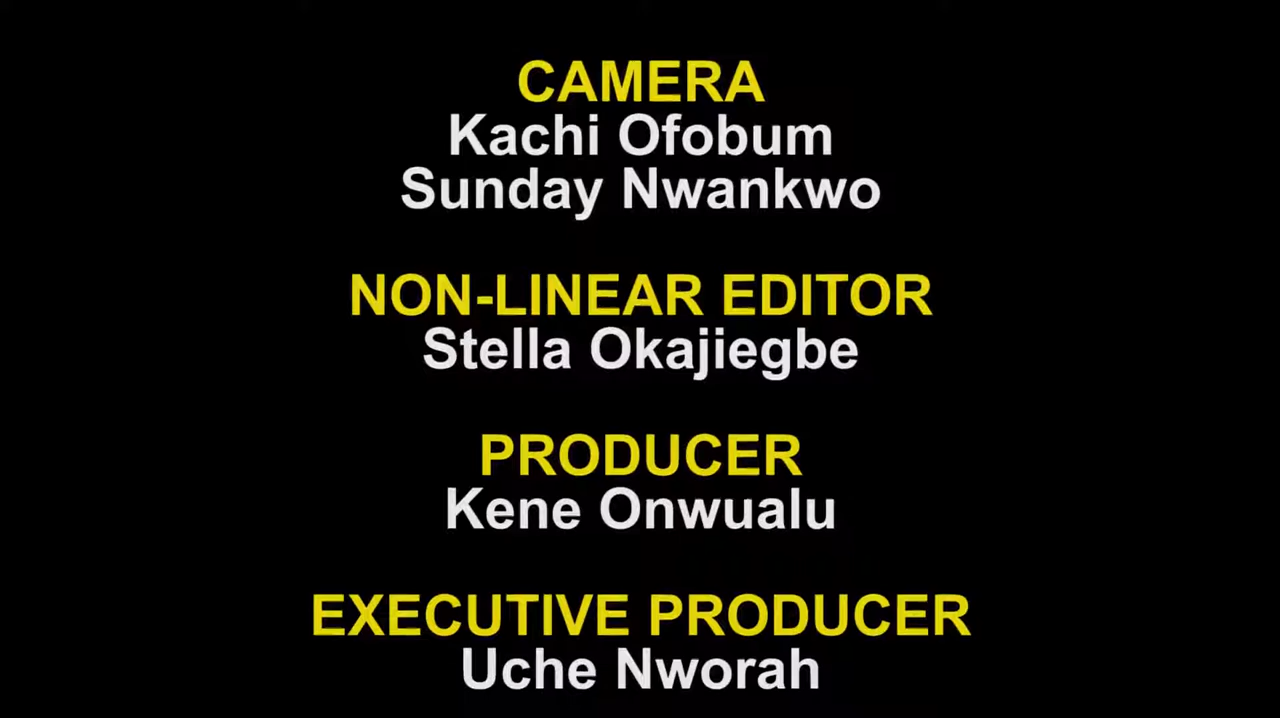 CAMERA
Kachi Ofobum
Sunday Nwankwo
NON-LINEAR EDITOR
Stella Okajiegbe
PRODUCER
Kene Onwualu
EXECUTIVE PRODUCER
Uche Nworah